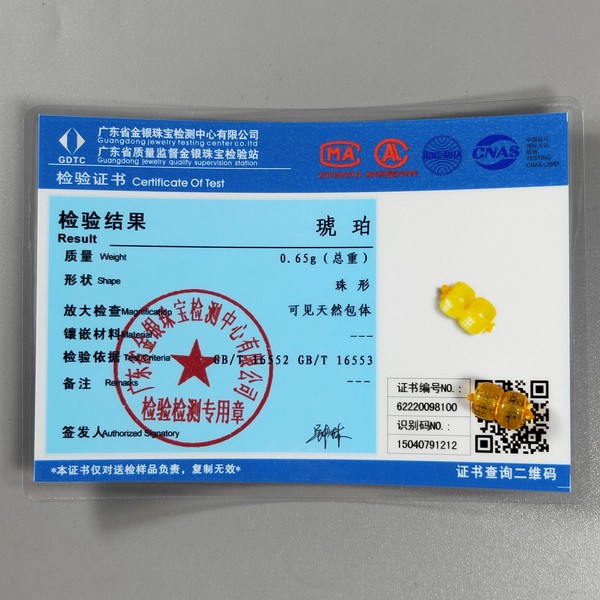 广东省金银珠宝检测中心有限公司
Guangdong jewelry testing center co.ltd
广东省质量监督金银珠宝检验站
Guangdong jewelry quality supervision station
GDTC
检验证书 Certificate Of Test
MA
AL
CNAS
TESTING
检验结果
Result
琥 珀
质量 Weight 0.65g(总重)
形状 Shape 珠 形
放大检查 Magnification 可见天然包体
镶嵌材料 Material ---
检验依据 Test Criteria GB/T 16552 GB/T 16553
备注 Remarks ---
签发人 Authorized Signatory
广东省金银珠宝检测中心有限公司
检验检测专用章
证书编号NO.:
62220098100
识别码NO.:
15040791212
*本证书仅对送检样品负责,复制无效*
证书查询二维码